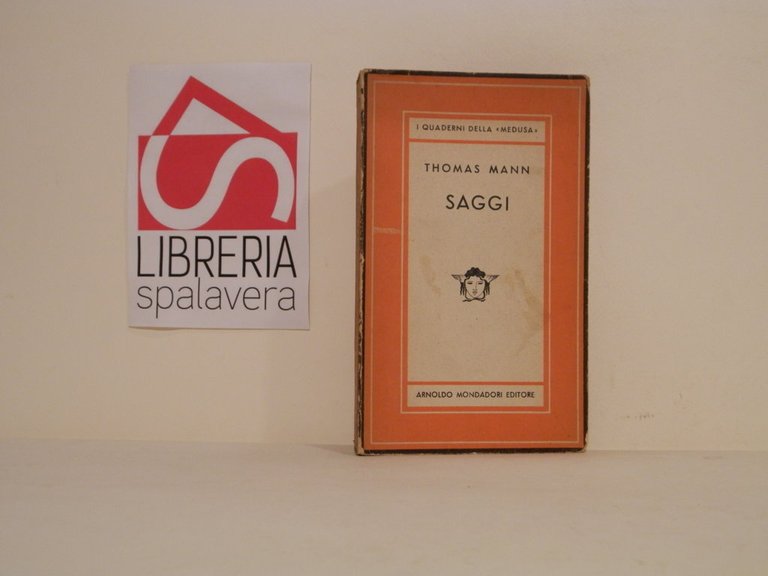 LIBRERIA
spalavera
I QUADERNI DELLA «MEDUSA»
THOMAS MANN
SAGGI
ARNOLDO MONDADORI EDITORE